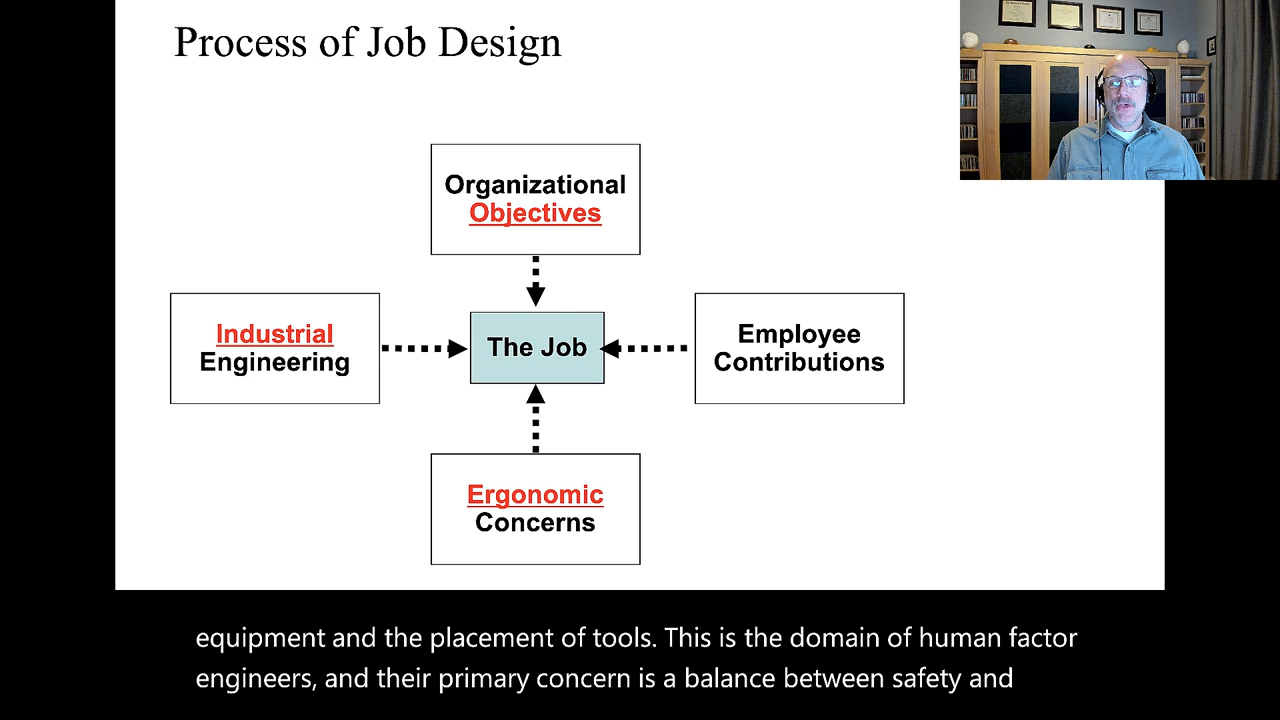 Process of Job Design
Organizational
Objectives
Industrial
Engineering
The Job
Employee
Contributions
Ergonomic
Concerns
equipment and the placement of tools. This is the domain of human factor
engineers, and their primary concern is a balance between safety and